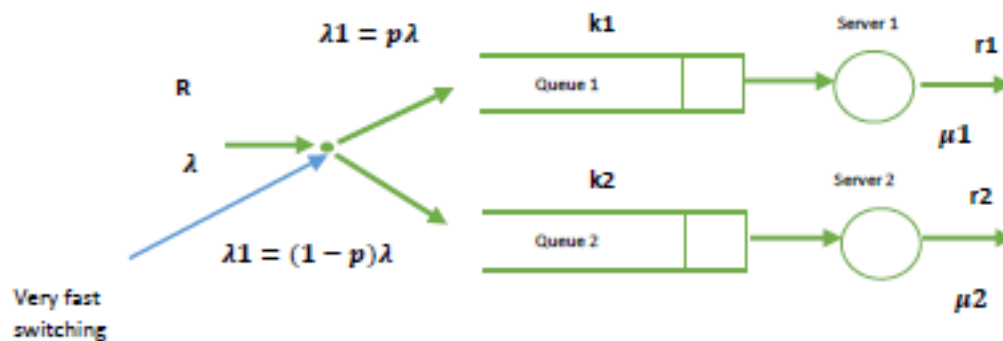 λ1 = pλ
k1
Server 1
r1
R
Queue 1
λ
μ1
k2
Server 2
r2
λ1 = (1 − p)λ
Queue 2
μ2
Very fast
switching